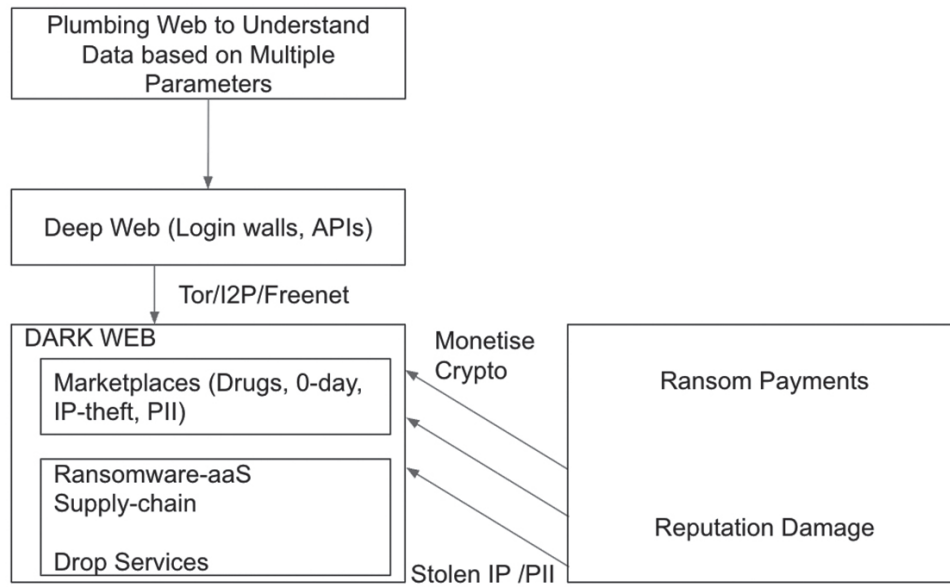 Plumbing Web to Understand
Data based on Multiple
Parameters
Deep Web (Login walls, APIs)
Tor/I2P/Freenet
DARK WEB
Marketplaces (Drugs, 0-day,
IP-theft, PII)
Ransomware-aaS
Supply-chain
Drop Services
Monetise
Crypto
Stolen IP /PII
Ransom Payments
Reputation Damage